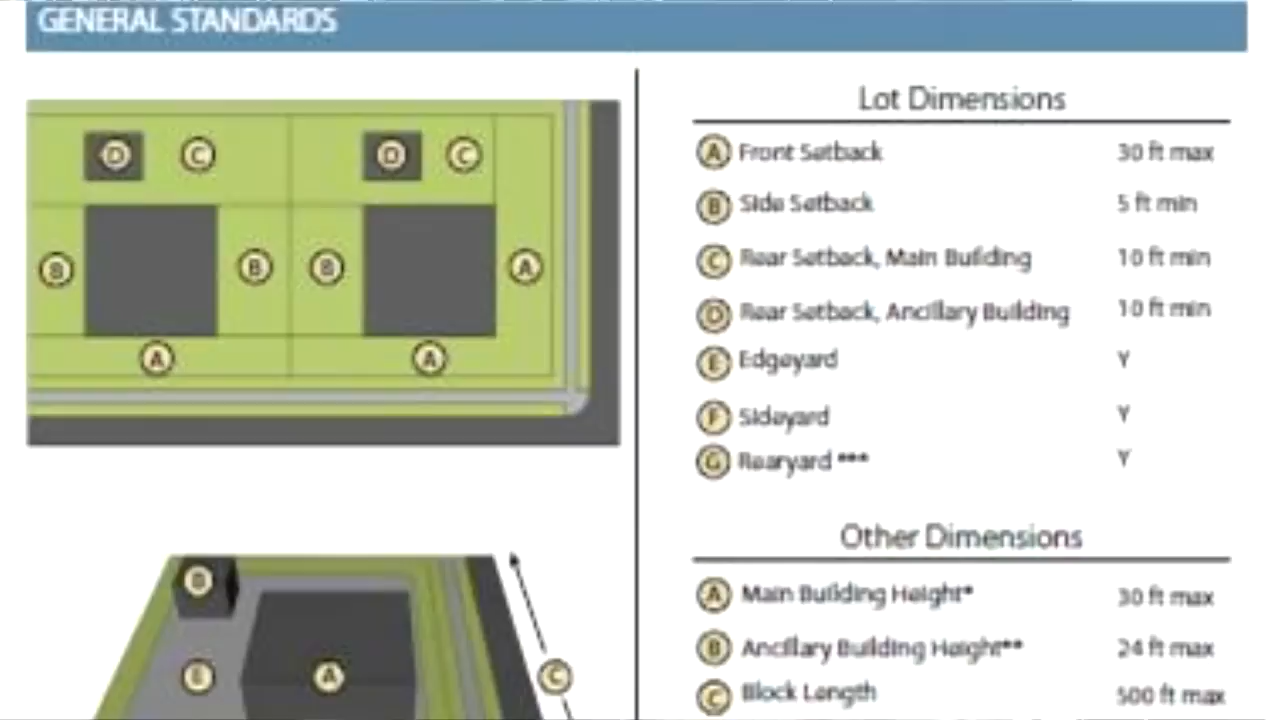 GENERAL STANDARDS
D C D C
B B B A
A A
B
E A C
Lot Dimensions
A Front Setback 30 ft max
B Side Setback 5 ft min
C Rear Setback, Main Building 10 ft min
D Rear Setback, Ancillary Building 10 ft min
E Edgeyard Y
F Sideyard Y
G Rearyard *** Y
Other Dimensions
A Main Building Height* 30 ft max
B Ancillary Building Height** 24 ft max
C Block Length 500 ft max